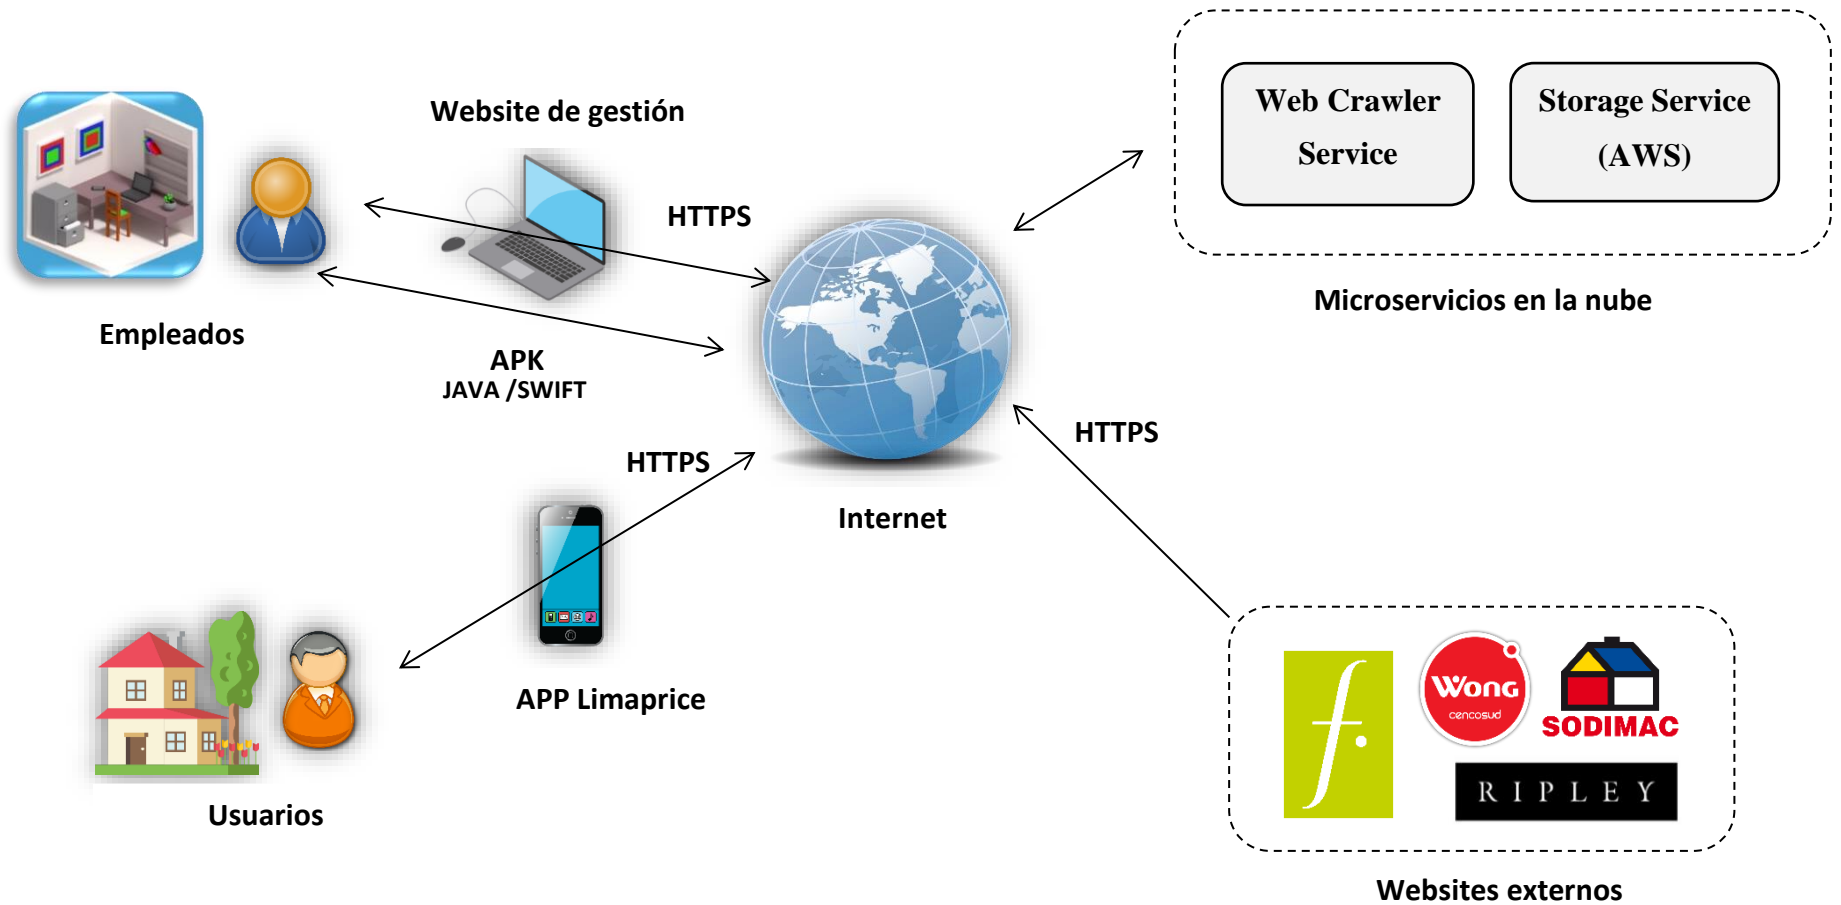 Website de gestión
Web Crawler
Service
Storage Service
(AWS)
HTTPS
Microservicios en la nube
Empleados
APK
JAVA /SWIFT
HTTPS
HTTPS
Internet
APP Limaprice
Usuarios
f.
Wong
cencosud
SODIMAC
RIPLEY
Websites externos